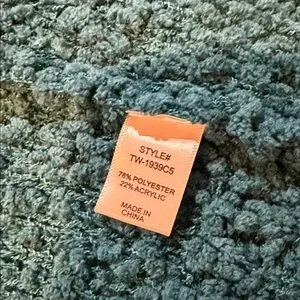 STYLE#
TW-1939C5
78% POLYESTER
22% ACRYLIC
MADE IN
CHINA